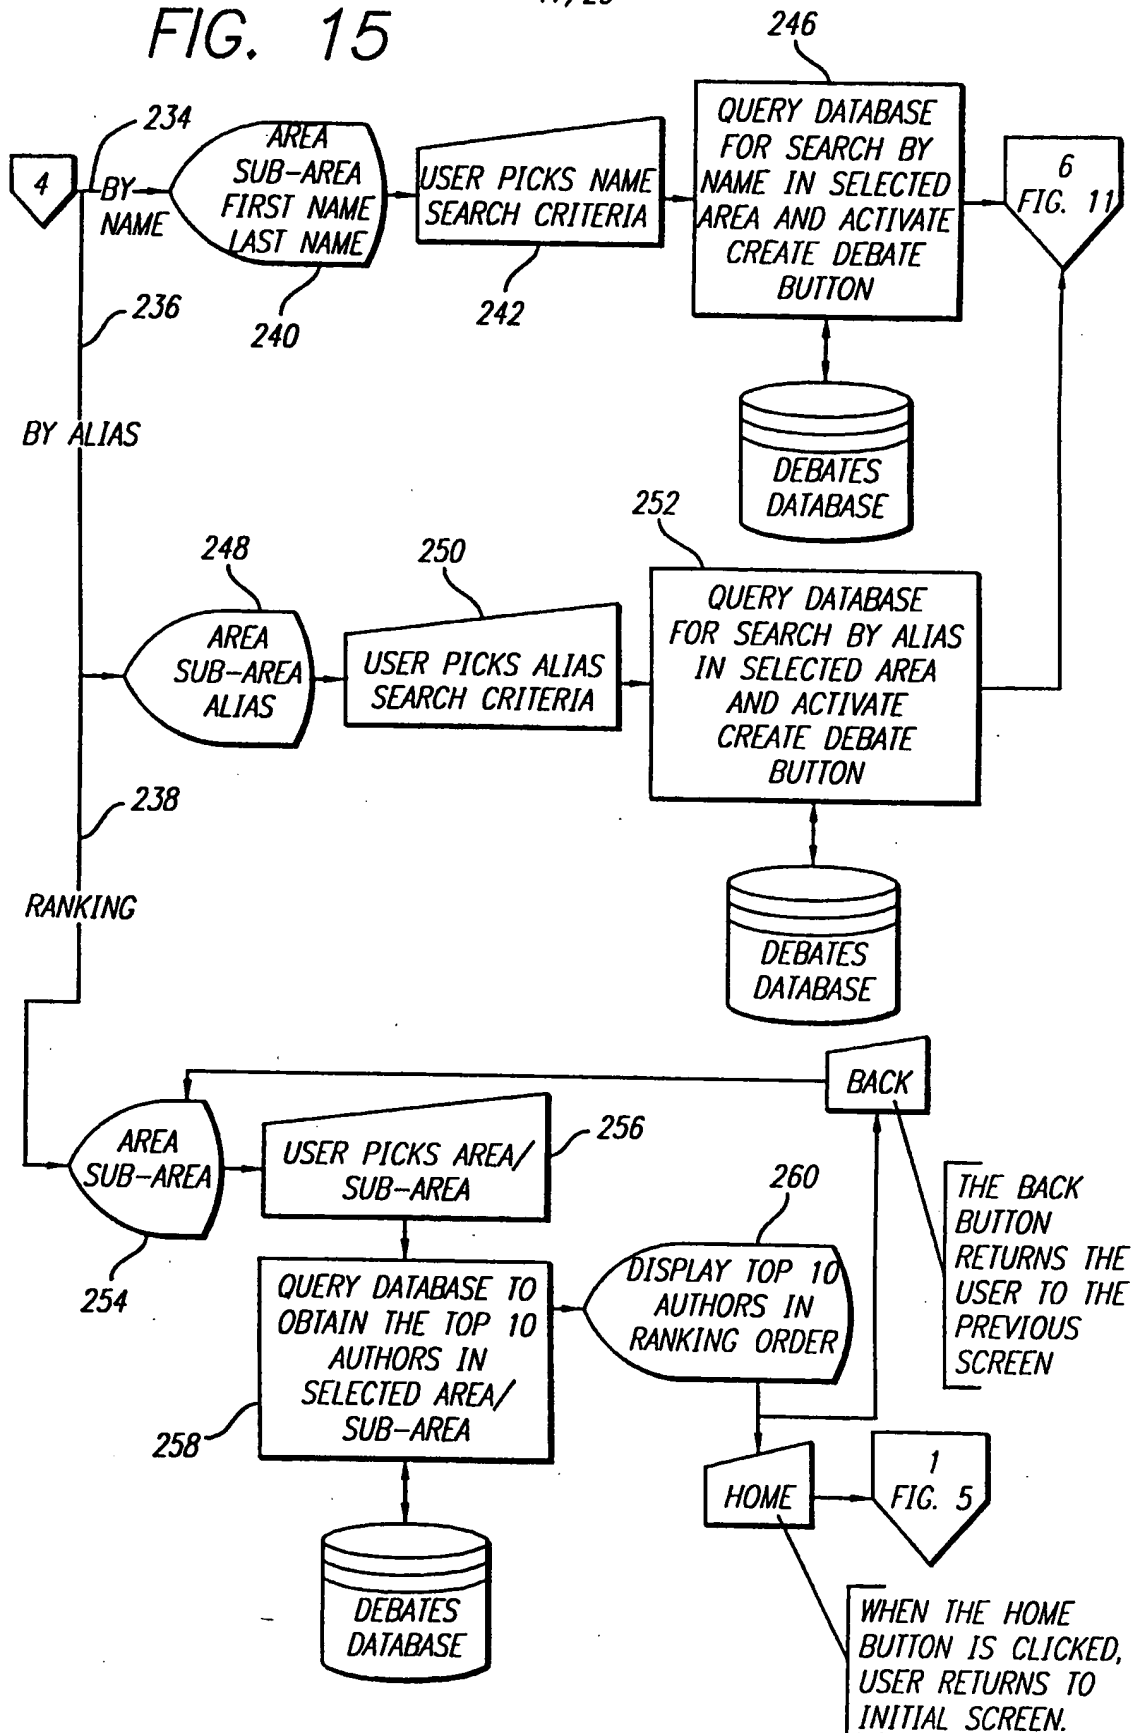 FIG. 15
246
234
4
BY
NAME
AREA
SUB-AREA
FIRST NAME
LAST NAME
USER PICKS NAME
SEARCH CRITERIA
QUERY DATABASE
FOR SEARCH BY
NAME IN SELECTED
AREA AND ACTIVATE
CREATE DEBATE
BUTTON
6
FIG. 11
236
240
242
BY ALIAS
DEBATES
DATABASE
252
248
250
AREA
SUB-AREA
ALIAS
USER PICKS ALIAS
SEARCH CRITERIA
QUERY DATABASE
FOR SEARCH BY ALIAS
IN SELECTED AREA
AND ACTIVATE
CREATE DEBATE
BUTTON
238
RANKING
DEBATES
DATABASE
BACK
AREA
SUB-AREA
USER PICKS AREA/
SUB-AREA
256
260
THE BACK
BUTTON
RETURNS THE
USER TO THE
PREVIOUS
SCREEN
254
QUERY DATABASE TO
OBTAIN THE TOP 10
AUTHORS IN
SELECTED AREA/
SUB-AREA
DISPLAY TOP 10
AUTHORS IN
RANKING ORDER
258
HOME
1
FIG. 5
DEBATES
DATABASE
WHEN THE HOME
BUTTON IS CLICKED,
USER RETURNS TO
INITIAL SCREEN.